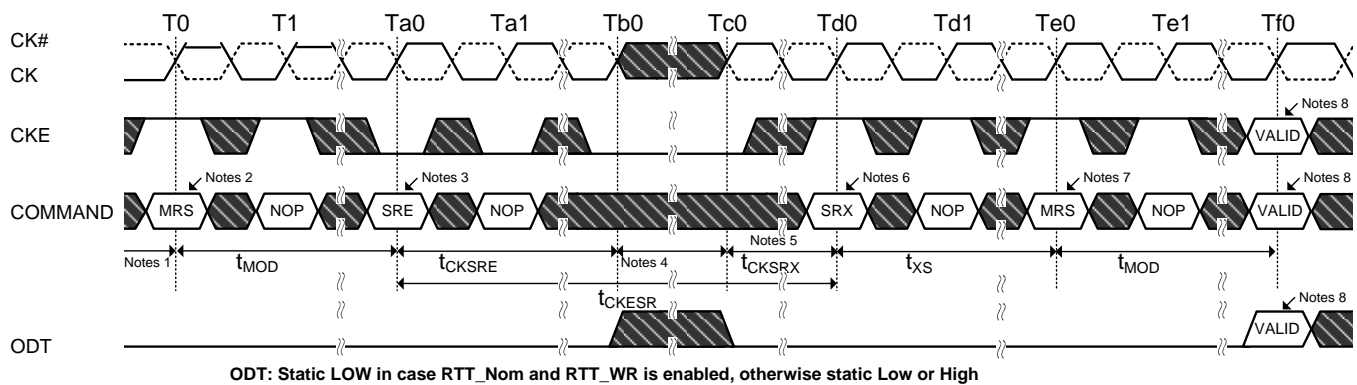 T0 T1 Ta0 Ta1 Tb0 Tc0 Td0 Td1 Te0 Te1 Tf0
CK#
CK
Notes 8
CKE
VALID
Notes 2 Notes 3 Notes 6 Notes 7 Notes 8
COMMAND MRS NOP SRE NOP SRX NOP MRS NOP VALID
Notes 1 tMOD tCKSRE Notes 4 Notes 5 tCKSRX tXS tMOD
tCKESR
Notes 8
ODT VALID
ODT: Static LOW in case RTT_Nom and RTT_WR is enabled, otherwise static Low or High